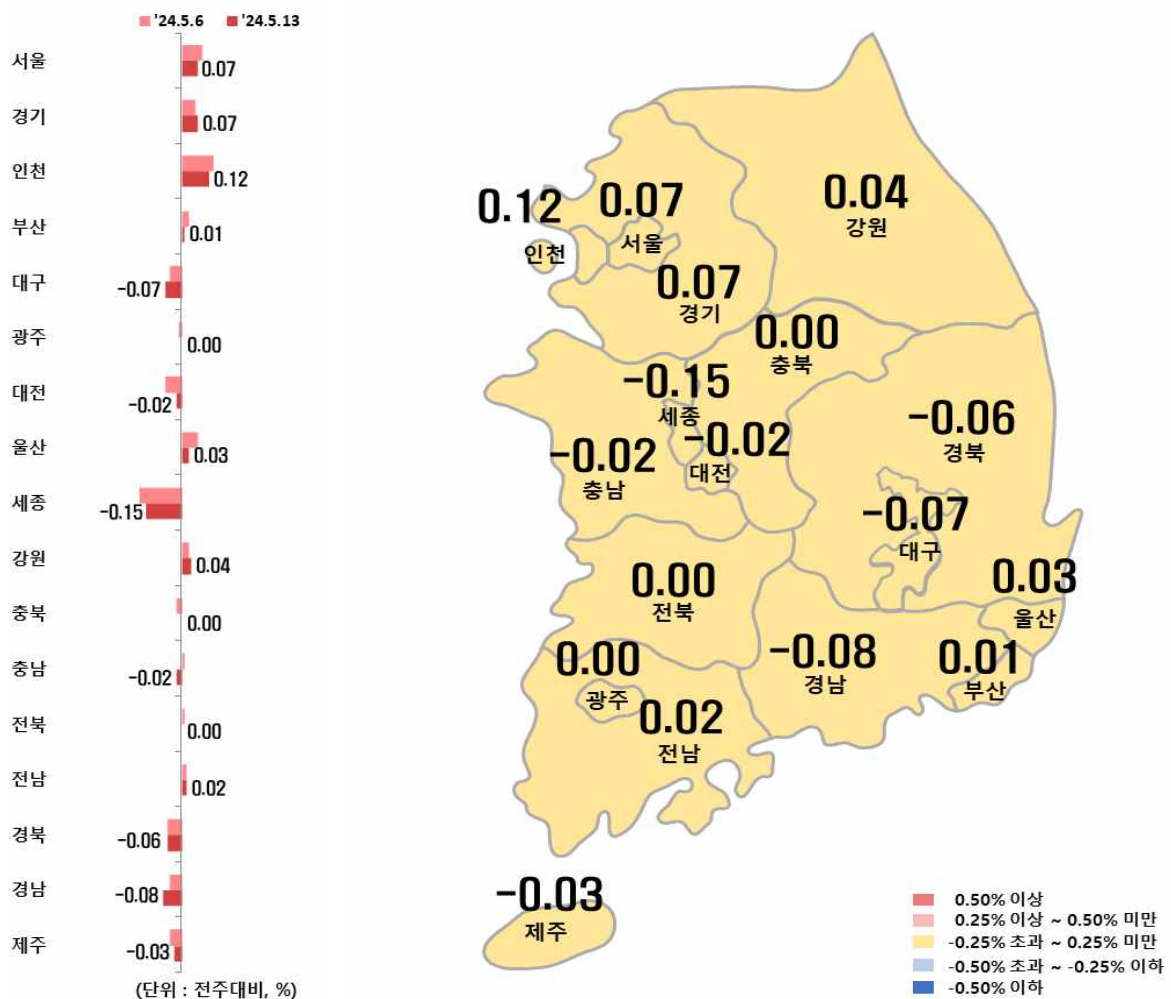 '24.5.6 '24.5.13
서울 0.07
경기 0.07
인천 0.12
부산 0.01
대구 -0.07
광주 0.00
대전 -0.02
울산 0.03
세종 -0.15
강원 0.04
충북 0.00
충남 -0.02
전북 0.00
전남 0.02
경북 -0.06
경남 -0.08
제주 -0.03
(단위 : 전주대비, %)
0.04
강원
0.12
인천
0.07
서울
0.07
경기
0.00
충북
-0.15
세종
-0.06
경북
-0.02
대전
-0.02
충남
-0.07
대구
0.03
울산
0.00
전북
-0.08
경남
0.01
부산
0.00
광주
0.02
전남
-0.03
제주
0.50% 이상
0.25% 이상 ~ 0.50% 미만
-0.25% 초과 ~ 0.25% 미만
-0.50% 초과 ~ -0.25% 이하
-0.50% 이하